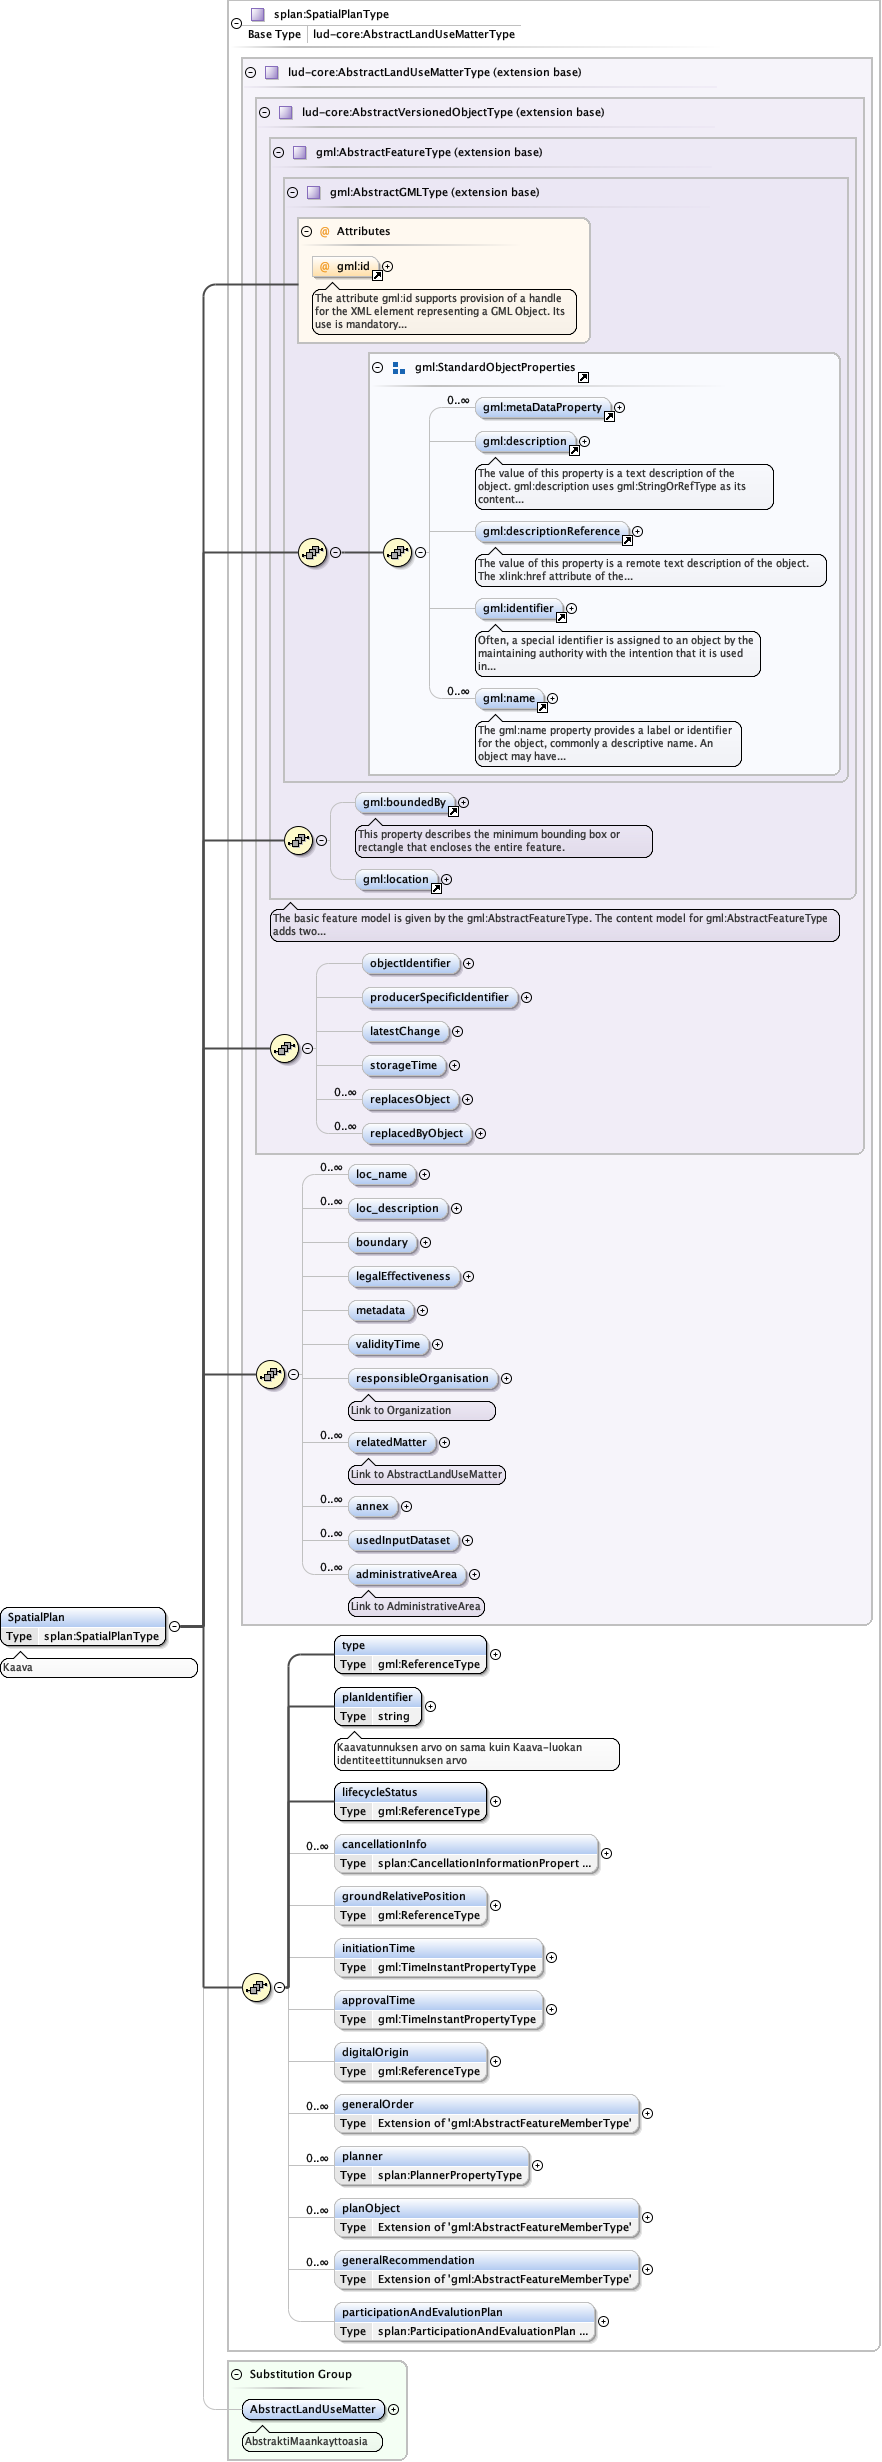 splan:SpatialPlanType
Base Type lud-core:AbstractLandUseMatterType
lud-core:AbstractLandUseMatterType (extension base)
lud-core:AbstractVersionedObjectType (extension base)
gml:AbstractFeatureType (extension base)
gml:AbstractGMLType (extension base)
@ Attributes
@ gml:id
The attribute gml:id supports provision of a handle
for the XML element representing a GML Object. Its
use is mandatory...
gml:StandardObjectProperties
0..∞ gml:metaDataProperty
gml:description
The value of this property is a text description of the
object. gml:description uses gml:StringOrRefType as its
content...
gml:descriptionReference
The value of this property is a remote text description of the object.
The xlink:href attribute of the...
gml:identifier
Often, a special identifier is assigned to an object by the
maintaining authority with the intention that it is used
in...
0..∞ gml:name
The gml:name property provides a label or identifier
for the object, commonly a descriptive name. An
object may have...
gml:boundedBy
This property describes the minimum bounding box or
rectangle that encloses the entire feature.
gml:location
The basic feature model is given by the gml:AbstractFeatureType. The content model for gml:AbstractFeatureType
adds two...
objectIdentifier
producerSpecificIdentifier
latestChange
storageTime
0..∞ replacesObject
0..∞ replacedByObject
0..∞ loc_name
0..∞ loc_description
boundary
legalEffectiveness
metadata
validityTime
responsibleOrganisation
Link to Organization
0..∞ relatedMatter
Link to AbstractLandUseMatter
0..∞ annex
0..∞ usedInputDataset
0..∞ administrativeArea
Link to AdministrativeArea
SpatialPlan
Type splan:SpatialPlanType
Kaava
type
Type gml:ReferenceType
planIdentifier
Type string
Kaavatunnuksen arvo on sama kuin Kaava-luokan
identiteettitunnuksen arvo
lifecycleStatus
Type gml:ReferenceType
0..∞ cancellationInfo
Type splan:CancellationInformationPropert ...
groundRelativePosition
Type gml:ReferenceType
initiationTime
Type gml:TimeInstantPropertyType
approvalTime
Type gml:TimeInstantPropertyType
digitalOrigin
Type gml:ReferenceType
0..∞ generalOrder
Type Extension of 'gml:AbstractFeatureMemberType'
0..∞ planner
Type splan:PlannerPropertyType
0..∞ planObject
Type Extension of 'gml:AbstractFeatureMemberType'
0..∞ generalRecommendation
Type Extension of 'gml:AbstractFeatureMemberType'
participationAndEvalutionPlan
Type splan:ParticipationAndEvaluationPlan ...
Substitution Group
AbstractLandUseMatter
AbstraktiMaankayttoasia